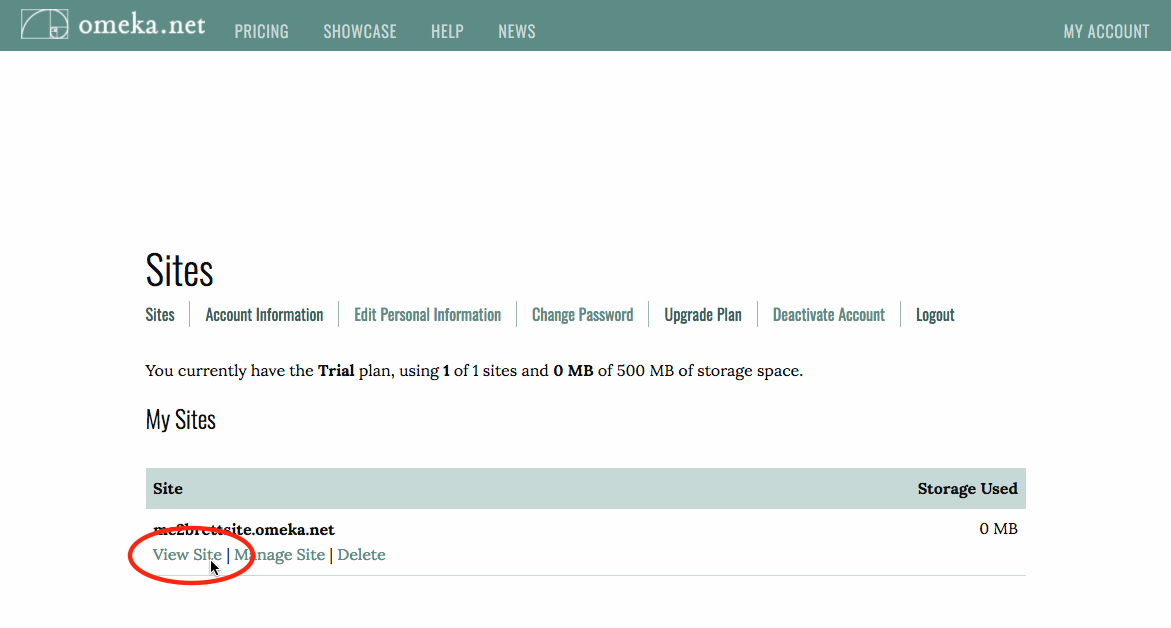 omeka.net PRICING SHOWCASE HELP NEWS MY ACCOUNT
Sites
Sites Account Information Edit Personal Information Change Password Upgrade Plan Deactivate Account Logout
You currently have the Trial plan, using 1 of 1 sites and 0 MB of 500 MB of storage space.
My Sites
Site Storage Used
me2brettsite.omeka.net 0 MB
View Site | Manage Site | Delete